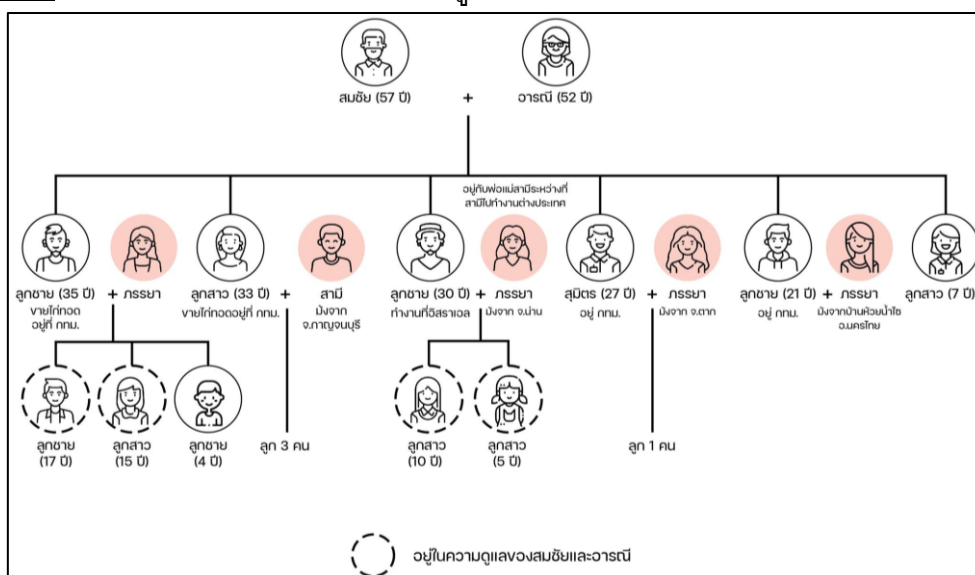 สมชัย (57 ปี) + อารณี (52 ปี)
อยู่กับพ่อแม่สามีระหว่างที่
สามีไปทำงานต่างประเทศ
ลูกชาย (35 ปี) + ภรรยา
ขายไก่ทอด
อยู่ที่ กทม.
ลูกสาว (33 ปี) + สามี
ขายไก่ทอดอยู่ที่ กทม.
ม้งจาก
จ.กาญจนบุรี
ลูกชาย (30 ปี) + ภรรยา
ทำงานที่อิสราเอล
ม้งจาก จ.น่าน
สุมิตร (27 ปี) + ภรรยา
อยู่ กทม.
ม้งจาก จ.ตาก
ลูกชาย (21 ปี) + ภรรยา
อยู่ กทม.
ม้งจากบ้านห้วยน้ำไซ
อ.นครไทย
ลูกสาว (7 ปี)
ลูกชาย
(17 ปี)
ลูกสาว
(15 ปี)
ลูกชาย
(4 ปี)
ลูก 3 คน
ลูกสาว
(10 ปี)
ลูกสาว
(5 ปี)
ลูก 1 คน
อยู่ในความดูแลของสมชัยและอารณี